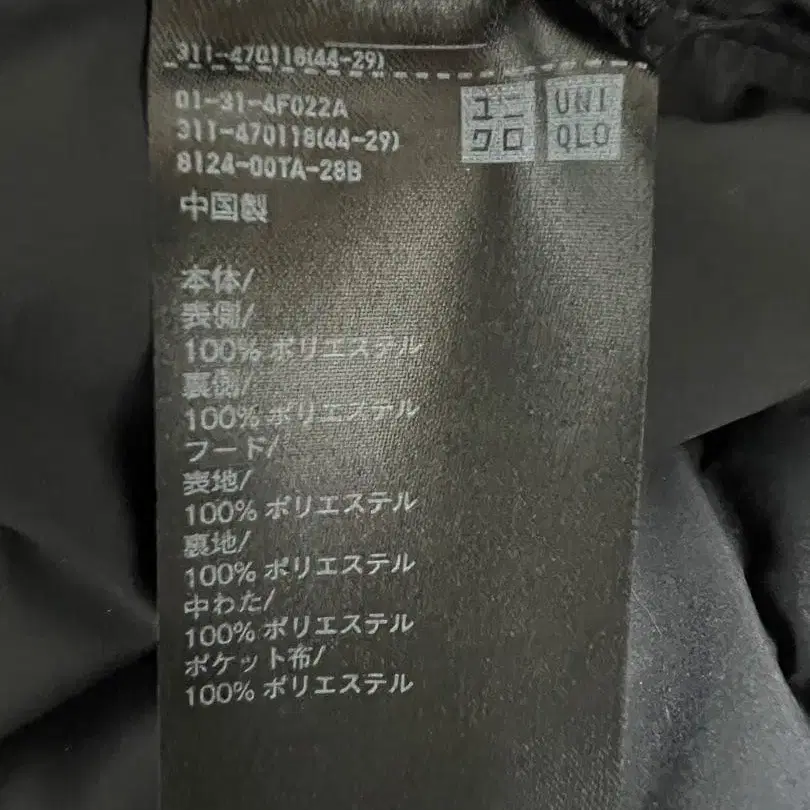 311-470118(44-29)
01-31-4F022A
311-470118(44-29)
8124-00TA-28B
ユニ
クロ
UNI
QLO
中国製
本体/
表側/
100% ポリエステル
裏側/
100% ポリエステル
フード/
表地/
100% ポリエステル
裏地/
100% ポリエステル
中わた/
100% ポリエステル
ポケット布/
100% ポリエステル